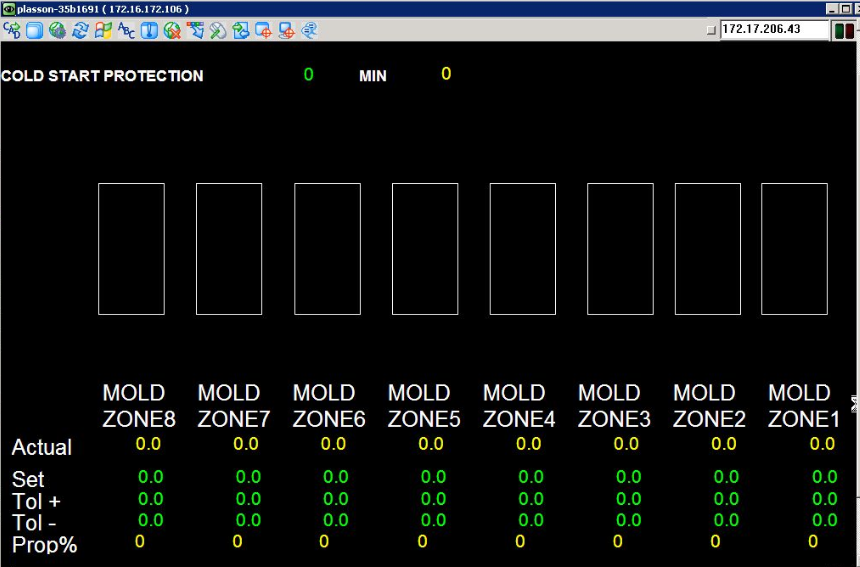 plasson-35b1691 ( 172.16.172.106 )
172.17.206.43
COLD START PROTECTION 0 MIN 0
MOLD MOLD MOLD MOLD MOLD MOLD MOLD MOLD
ZONE8 ZONE7 ZONE6 ZONE5 ZONE4 ZONE3 ZONE2 ZONE1
Actual 0.0 0.0 0.0 0.0 0.0 0.0 0.0 0.0
Set 0.0 0.0 0.0 0.0 0.0 0.0 0.0 0.0
Tol + 0.0 0.0 0.0 0.0 0.0 0.0 0.0 0.0
Tol - 0.0 0.0 0.0 0.0 0.0 0.0 0.0 0.0
Prop% 0 0 0 0 0 0 0 0